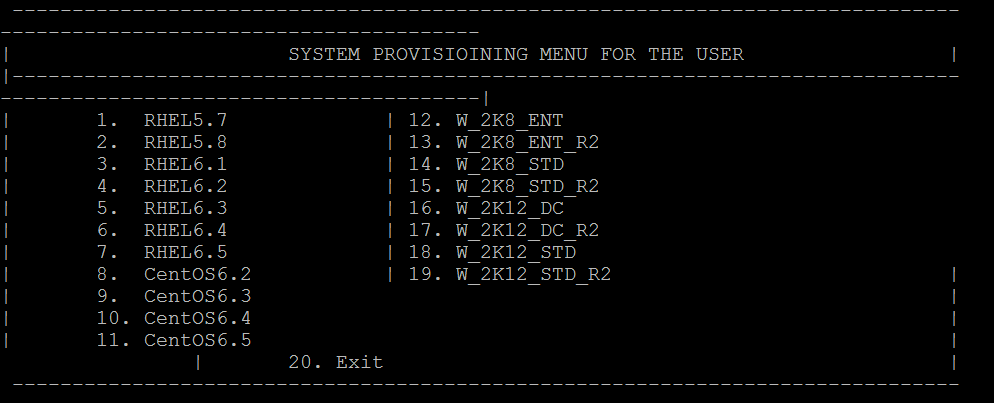 SYSTEM PROVISIOINING MENU FOR THE USER
1. RHEL5.7 | 12. W_2K8_ENT
2. RHEL5.8 | 13. W_2K8_ENT_R2
3. RHEL6.1 | 14. W_2K8_STD
4. RHEL6.2 | 15. W_2K8_STD_R2
5. RHEL6.3 | 16. W_2K12_DC
6. RHEL6.4 | 17. W_2K12_DC_R2
7. RHEL6.5 | 18. W_2K12_STD
8. CentOS6.2 | 19. W_2K12_STD_R2
9. CentOS6.3
10. CentOS6.4
11. CentOS6.5
20. Exit